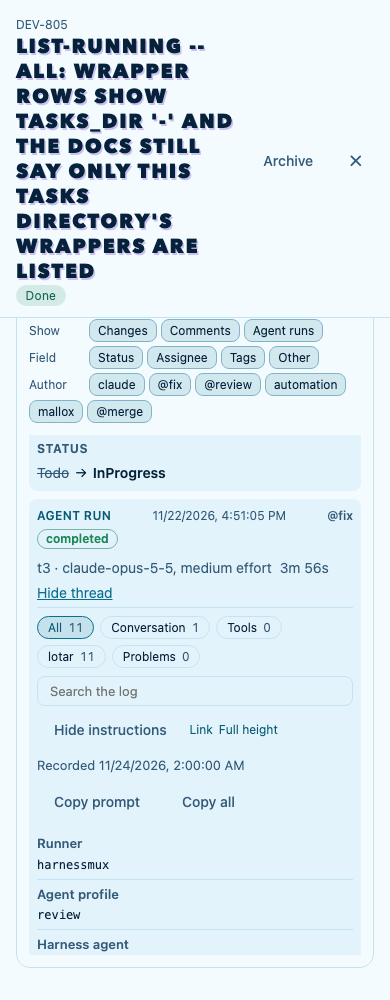 DEV-805
LIST-RUNNING --
ALL: WRAPPER
ROWS SHOW
TASKS_DIR '-' AND
THE DOCS STILL
SAY ONLY THIS
TASKS
DIRECTORY'S
WRAPPERS ARE
LISTED
Archive ✕
Done
Show Changes Comments Agent runs
Field Status Assignee Tags Other
Author claude @fix @review automation
mallox @merge
STATUS
Todo → InProgress
AGENT RUN 11/22/2026, 4:51:05 PM @fix
completed
t3 · claude-opus-5-5, medium effort 3m 56s
Hide thread
All 11 Conversation 1 Tools 0
lotar 11 Problems 0
Search the log
Hide instructions Link Full height
Recorded 11/24/2026, 2:00:00 AM
Copy prompt Copy all
Runner
harnessmux
Agent profile
review
Harness agent